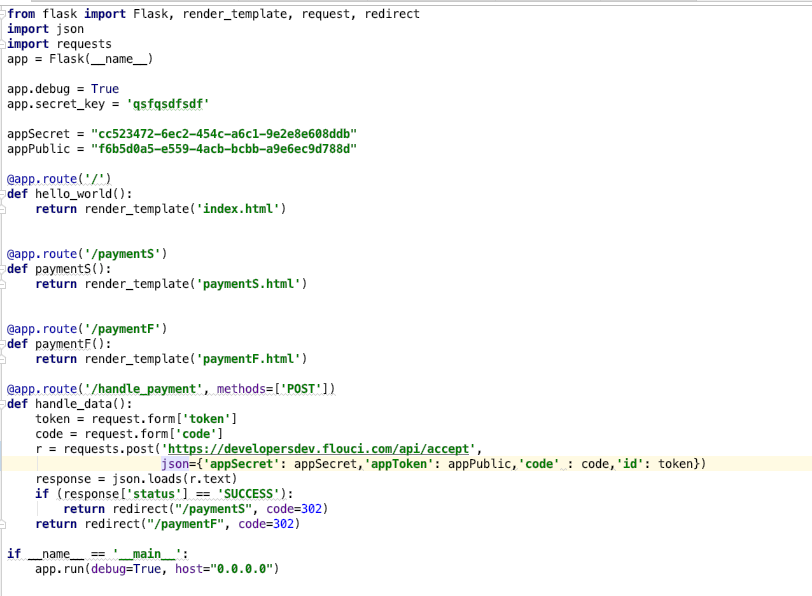 from flask import Flask, render_template, request, redirect
import json
import requests
app = Flask(__name__)
app.debug = True
app.secret_key = 'qsfqsdfsdf'
appSecret = "cc523472-6ec2-454c-a6c1-9e2e8e608ddb"
appPublic = "f6b5d0a5-e559-4acb-bcbb-a9e6ec9d788d"
@app.route('/')
def hello_world():
    return render_template('index.html')
@app.route('/paymentS')
def paymentS():
    return render_template('paymentS.html')
@app.route('/paymentF')
def paymentF():
    return render_template('paymentF.html')
@app.route('/handle_payment', methods=['POST'])
def handle_data():
    token = request.form['token']
    code = request.form['code']
    r = requests.post('https://developersdev.flouci.com/api/accept',
                      json={'appSecret': appSecret,'appToken': appPublic,'code' : code,'id': token})
    response = json.loads(r.text)
    if (response['status'] == 'SUCCESS'):
        return redirect("/paymentS", code=302)
    return redirect("/paymentF", code=302)
if __name__ == '__main__':
    app.run(debug=True, host="0.0.0.0")